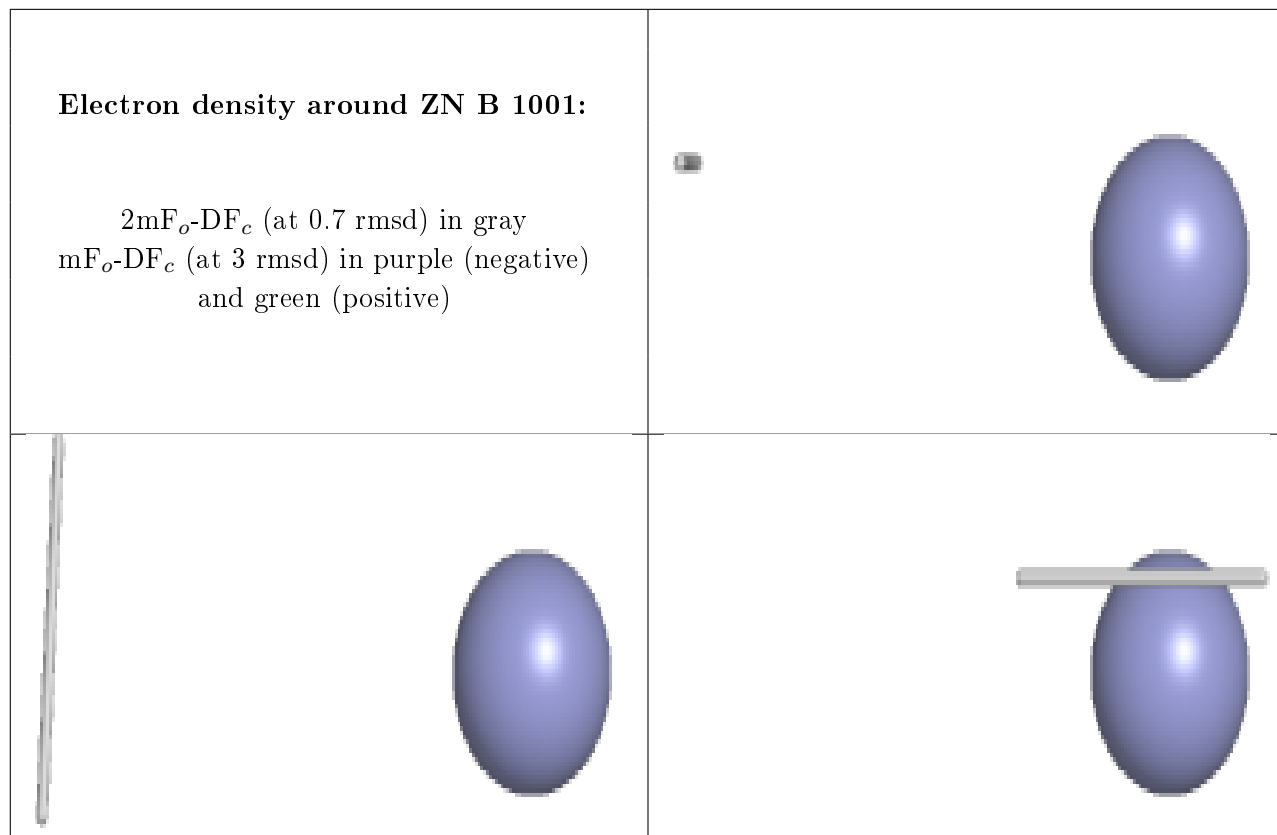 Electron density around ZN B 1001:
2mFo-DFc (at 0.7 rmsd) in gray
mFo-DFc (at 3 rmsd) in purple (negative)
and green (positive)